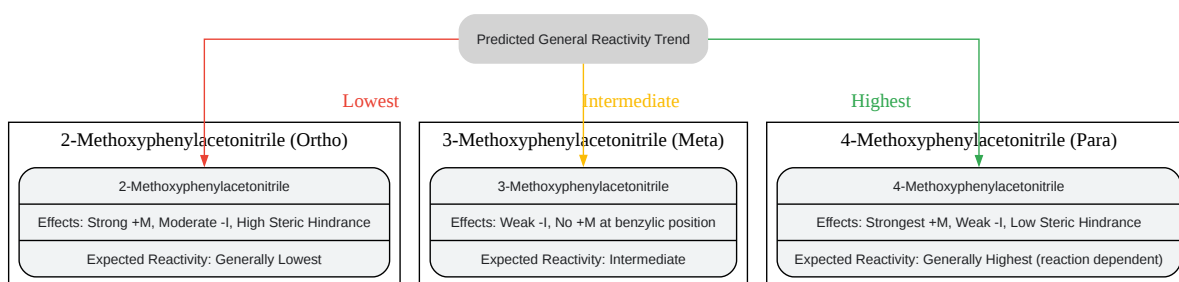 Predicted General Reactivity Trend
Lowest
Intermediate
Highest
2-Methoxyphenylacetonitrile (Ortho)
2-Methoxyphenylacetonitrile
Effects: Strong +M, Moderate -I, High Steric Hindrance
Expected Reactivity: Generally Lowest
3-Methoxyphenylacetonitrile (Meta)
3-Methoxyphenylacetonitrile
Effects: Weak -I, No +M at benzylic position
Expected Reactivity: Intermediate
4-Methoxyphenylacetonitrile (Para)
4-Methoxyphenylacetonitrile
Effects: Strongest +M, Weak -I, Low Steric Hindrance
Expected Reactivity: Generally Highest (reaction dependent)